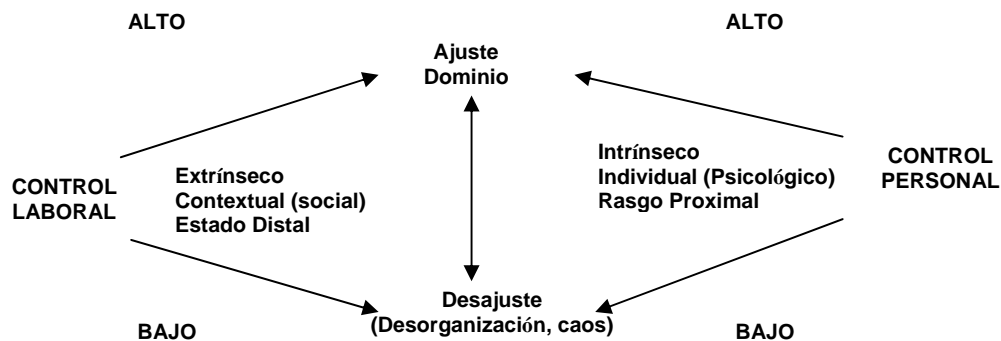 ALTO
ALTO
Ajuste
Dominio
CONTROL
LABORAL
Extrínseco
Contextual (social)
Estado Distal
Intrínseco
Individual (Psicológico)
Rasgo Proximal
CONTROL
PERSONAL
Desajuste
(Desorganización, caos)
BAJO
BAJO